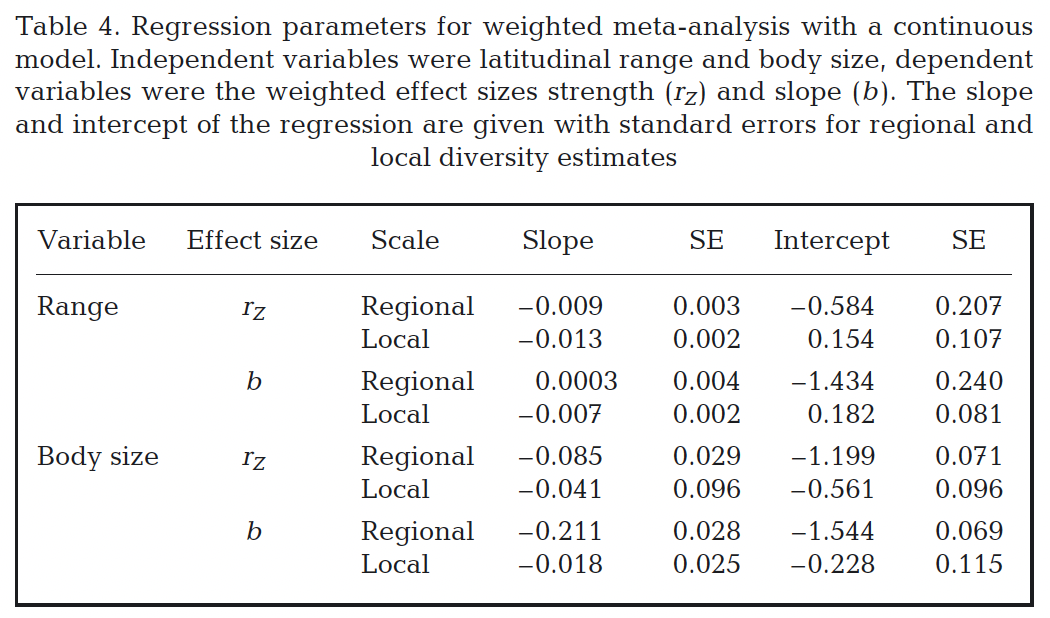 Table 4. Regression parameters for weighted meta-analysis with a continuous
model. Independent variables were latitudinal range and body size, dependent
variables were the weighted effect sizes strength (rZ) and slope (b). The slope
and intercept of the regression are given with standard errors for regional and
local diversity estimates
Variable Effect size Scale Slope SE Intercept SE
Range rZ Regional −0.009 0.003 −0.584 0.207
Local −0.013 0.002 0.154 0.107
b Regional 0.0003 0.004 −1.434 0.240
Local −0.007 0.002 0.182 0.081
Body size rZ Regional −0.085 0.029 −1.199 0.071
Local −0.041 0.096 −0.561 0.096
b Regional −0.211 0.028 −1.544 0.069
Local −0.018 0.025 −0.228 0.115